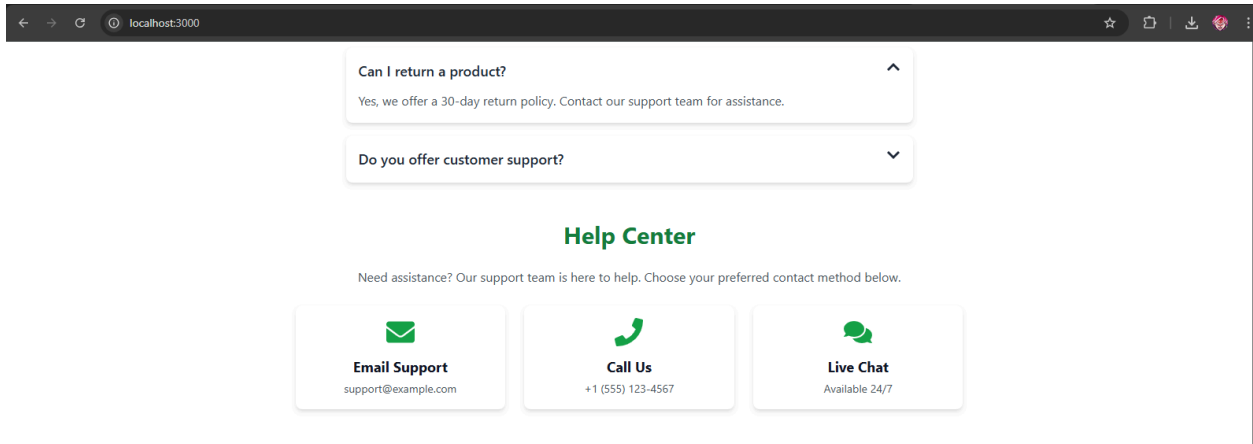 localhost:3000
Can I return a product?
Yes, we offer a 30-day return policy. Contact our support team for assistance.
Do you offer customer support?
Help Center
Need assistance? Our support team is here to help. Choose your preferred contact method below.
Email Support
support@example.com
Call Us
+1 (555) 123-4567
Live Chat
Available 24/7